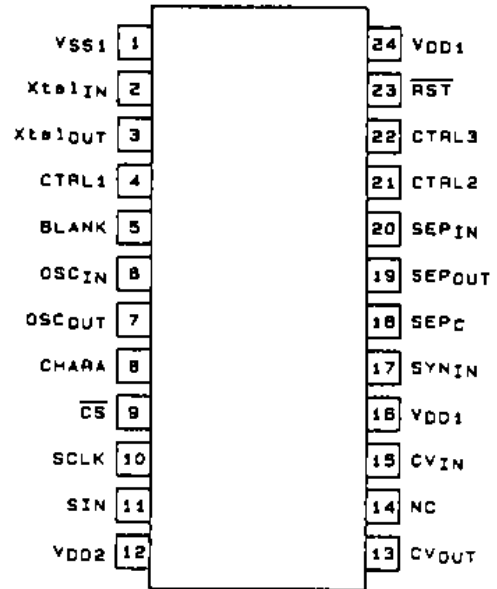 VSS1 1 24 VDD1
XtalIN 2 23 RST
XtalOUT 3 22 CTRL3
CTRL1 4 21 CTRL2
BLANK 5 20 SEPIN
OSCIN 6 19 SEPOUT
OSCOUT 7 18 SEPC
CHARA 8 17 SYNIN
CS 9 16 VDD1
SCLK 10 15 CVIN
SIN 11 14 NC
VDD2 12 13 CVOUT